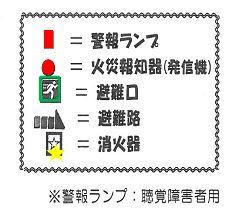 = 警報ランプ
= 火災報知器(発信機)
= 避難口
= 避難路
= 消火器
※警報ランプ：聴覚障害者用